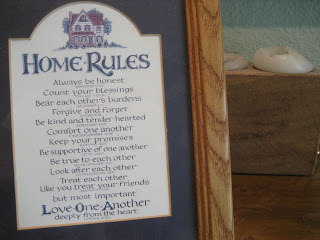 HOME·RULES
Always be honest
Count your blessings
Bear each other's burdens
Forgive and forget
Be kind and tender hearted
Comfort one another
Keep your promises
Be supportive of one another
Be true to each other
Look after each other
Treat each other
Like you treat your friends
but most important
Love·One·Another
deeply from the heart